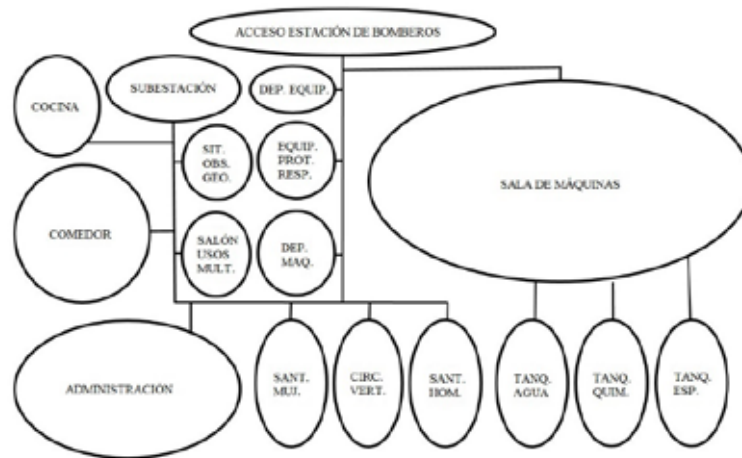 ACCESO ESTACIÓN DE BOMBEROS
COCINA
SUBESTACIÓN
DEP. EQUIP.
SIT.
OBS.
GEO.
EQUIP.
PROT.
RESP.
SALA DE MÁQUINAS
COMEDOR
SALÓN
USOS
MULT.
DEP.
MAQ.
ADMINISTRACIÓN
SANT.
MUJ.
CIRC.
VERT.
SANT.
HOM.
TANQ.
AGUA
TANQ.
QUIM.
TANQ.
ESP.